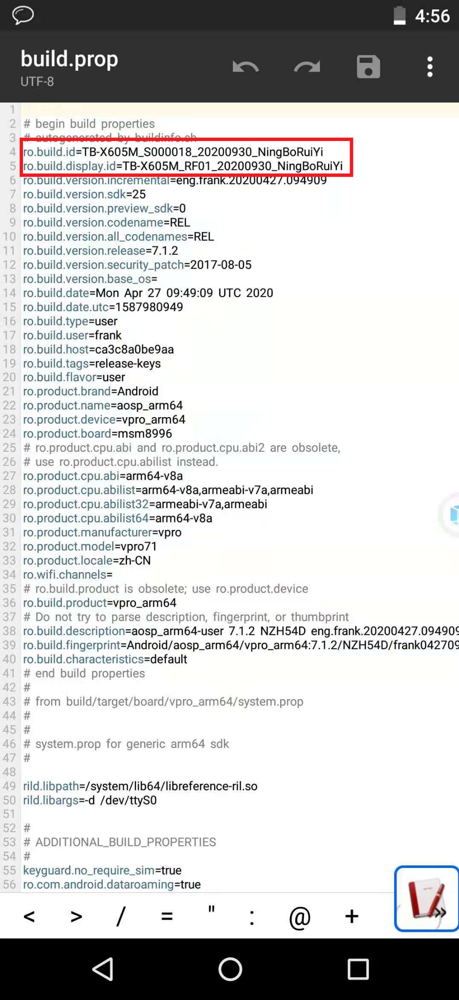 4:56
build.prop
UTF-8
1
2 # begin build properties
3 # autogenerated by buildinfo.sh
4 ro.build.id=TB-X605M_S000018_20200930_NingBoRuiYi
5 ro.build.display.id=TB-X605M_RF01_20200930_NingBoRuiYi
6 ro.build.version.incremental=eng.frank.20200427.094909
7 ro.build.version.sdk=25
8 ro.build.version.preview_sdk=0
9 ro.build.version.codename=REL
10 ro.build.version.all_codenames=REL
11 ro.build.version.release=7.1.2
12 ro.build.version.security_patch=2017-08-05
13 ro.build.version.base_os=
14 ro.build.date=Mon Apr 27 09:49:09 UTC 2020
15 ro.build.date.utc=1587980949
16 ro.build.type=user
17 ro.build.user=frank
18 ro.build.host=ca3c8a0be9aa
19 ro.build.tags=release-keys
20 ro.build.flavor=user
21 ro.product.brand=Android
22 ro.product.name=aosp_arm64
23 ro.product.device=vpro_arm64
24 ro.product.board=msm8996
25 # ro.product.cpu.abi and ro.product.cpu.abi2 are obsolete,
26 # use ro.product.cpu.abilist instead.
27 ro.product.cpu.abi=arm64-v8a
28 ro.product.cpu.abilist=arm64-v8a,armeabi-v7a,armeabi
29 ro.product.cpu.abilist32=armeabi-v7a,armeabi
30 ro.product.cpu.abilist64=arm64-v8a
31 ro.product.manufacturer=vpro
32 ro.product.model=vpro71
33 ro.product.locale=zh-CN
34 ro.wifi.channels=
35 # ro.build.product is obsolete; use ro.product.device
36 ro.build.product=vpro_arm64
37 # Do not try to parse description, fingerprint, or thumbprint
38 ro.build.description=aosp_arm64-user 7.1.2 NZH54D eng.frank.20200427.094909
39 ro.build.fingerprint=Android/aosp_arm64/vpro_arm64:7.1.2/NZH54D/frank042709
40 ro.build.characteristics=default
41 # end build properties
42 #
43 # from build/target/board/vpro_arm64/system.prop
44 #
45 #
46 # system.prop for generic arm64 sdk
47 #
48
49 rild.libpath=/system/lib64/libreference-ril.so
50 rild.libargs=-d /dev/ttyS0
51
52 #
53 # ADDITIONAL_BUILD_PROPERTIES
54 #
55 keyguard.no_require_sim=true
56 ro.com.android.dataroaming=true
< > / = " : @ +